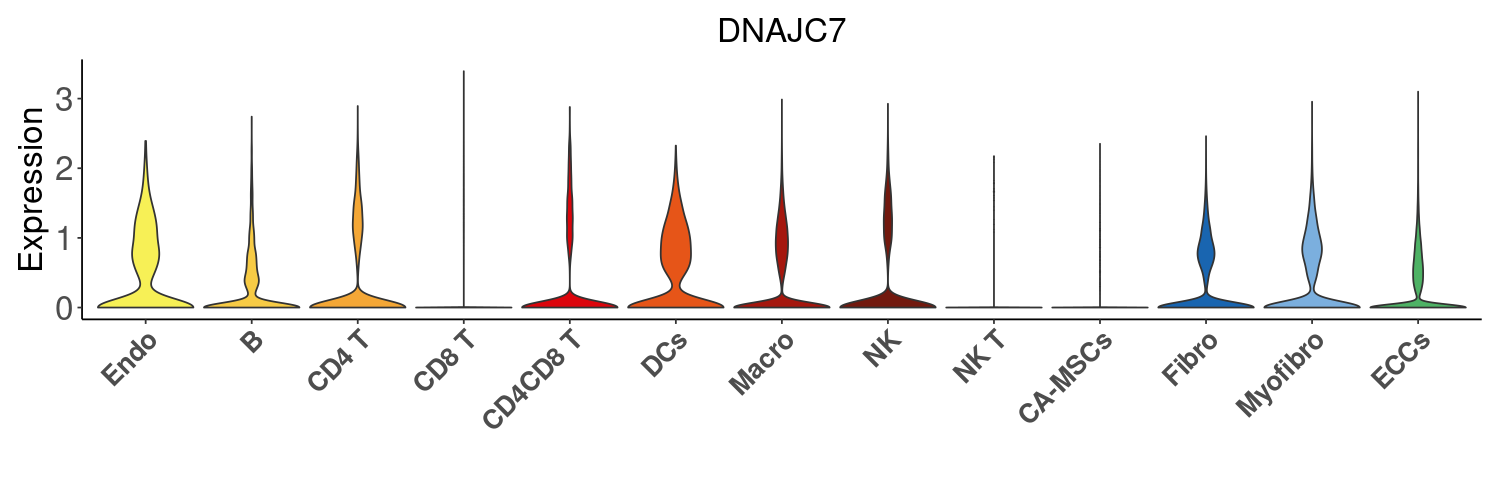 DNAJC7
Expression
3
2
1
0
Endo
B
CD4 T
CD8 T
CD4CD8 T
DCs
Macro
NK
NK T
CA-MSCs
Fibro
Myofibro
ECCs